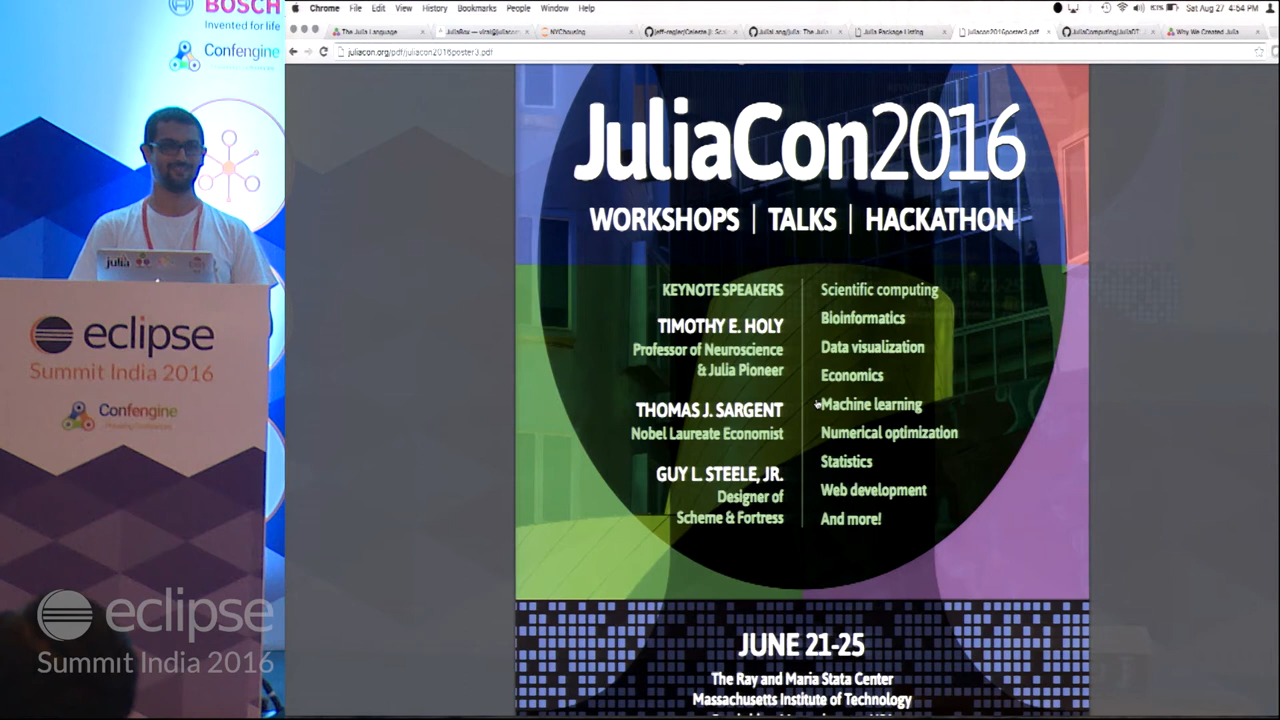 BOSCH
Invented for life
Confengine
julia
eclipse
Summit India 2016
Confengine
eclipse
Summit India 2016
Chrome File Edit View History Bookmarks People Window Help
Sat Aug 27 4:54 PM
The Julia Language
NYChousing
Julia Package Listing
juliacon2016poster3.pdf
Why We Created Julia
juliacon.org/pdf/juliacon2016poster3.pdf
JuliaCon2016
WORKSHOPS | TALKS | HACKATHON
KEYNOTE SPEAKERS
TIMOTHY E. HOLY
Professor of Neuroscience
& Julia Pioneer
THOMAS J. SARGENT
Nobel Laureate Economist
GUY L. STEELE, JR.
Designer of
Scheme & Fortress
Scientific computing
Bioinformatics
Data visualization
Economics
Machine learning
Numerical optimization
Statistics
Web development
And more!
JUNE 21-25
The Ray and Maria Stata Center
Massachusetts Institute of Technology